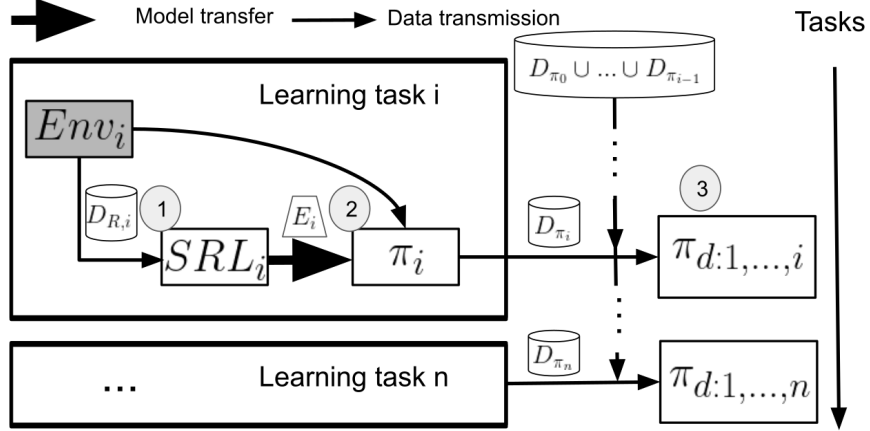 Model transfer
Data transmission
Tasks
D_{π_0} ∪ ... ∪ D_{π_{i-1}}
Learning task i
Env_i
D_{R,i}
1
E_i
2
3
SRL_i
π_i
D_{π_i}
π_{d:1,...,i}
...
Learning task n
D_{π_n}
π_{d:1,...,n}